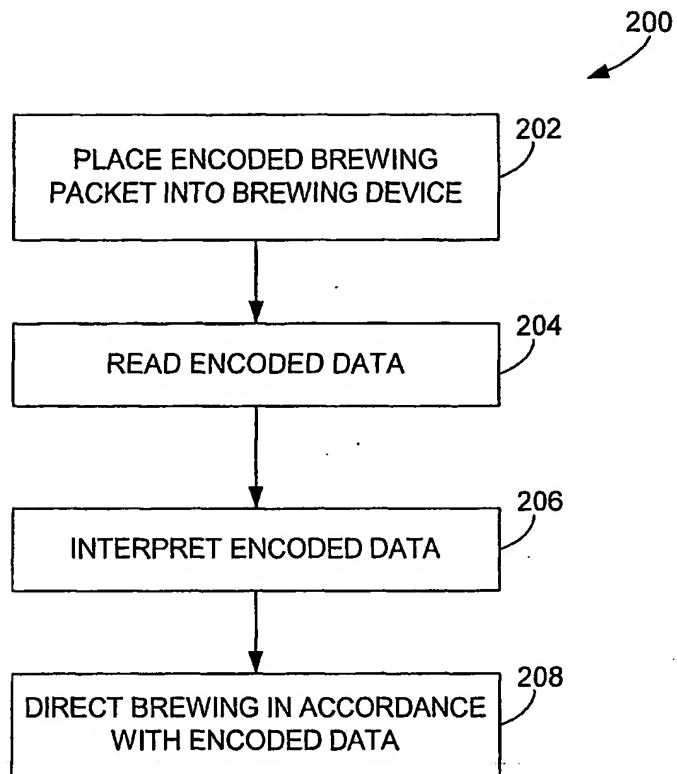 200
202
PLACE ENCODED BREWING
PACKET INTO BREWING DEVICE
204
READ ENCODED DATA
206
INTERPRET ENCODED DATA
208
DIRECT BREWING IN ACCORDANCE
WITH ENCODED DATA